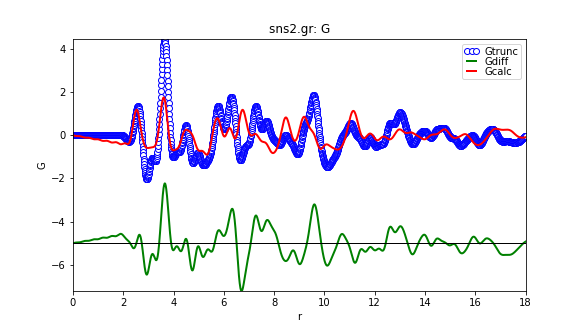 sns2.gr: G
Gtrunc
Gdiff
Gcalc
4
2
0
−2
−4
−6
G
0 2 4 6 8 10 12 14 16 18
r